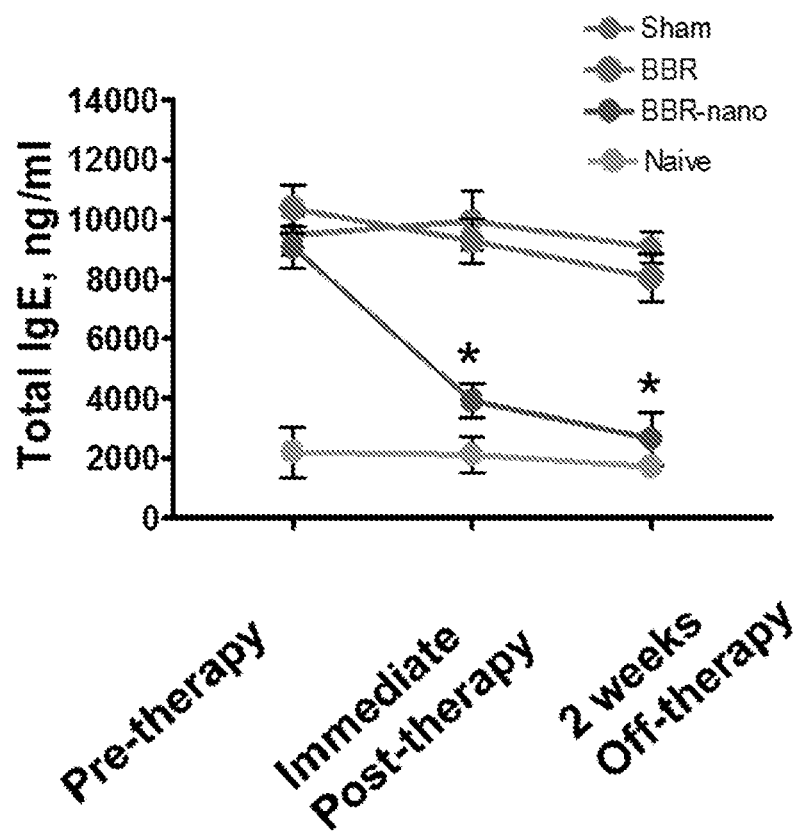 Sham
BBR
BBR-nano
Naive
Total IgE, ng/ml
14000
12000
10000
8000
6000
4000
2000
0
*
*
Pre-therapy
Immediate
Post-therapy
2 weeks
Off-therapy